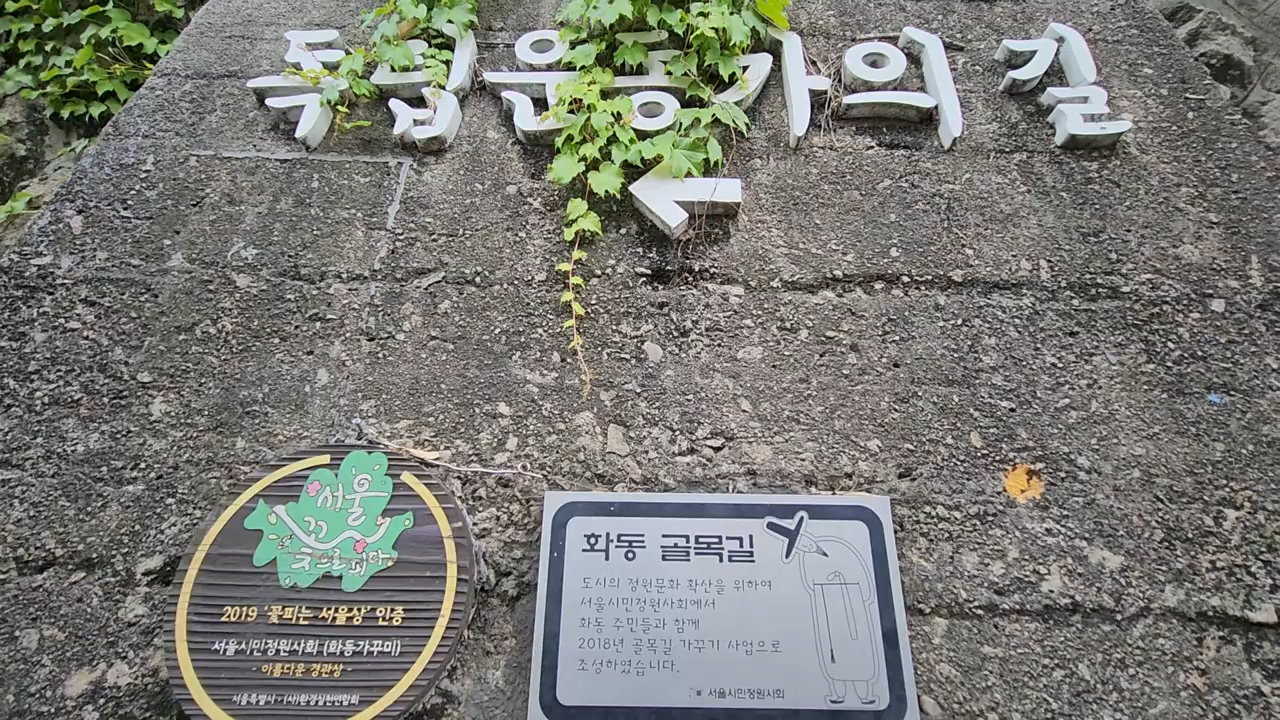 독립운동가의 길
서울
꽃으로 피다
2019 '꽃피는 서울상' 인증
서울시민정원사회 (화동가꾸미)
- 아름다운 경관상 -
서울특별시 · (사)환경실천연합회
화동 골목길
도시의 정원문화 확산을 위하여
서울시민정원사회에서
화동 주민들과 함께
2018년 골목길 가꾸기 사업으로
조성하였습니다.
서울시민정원사회